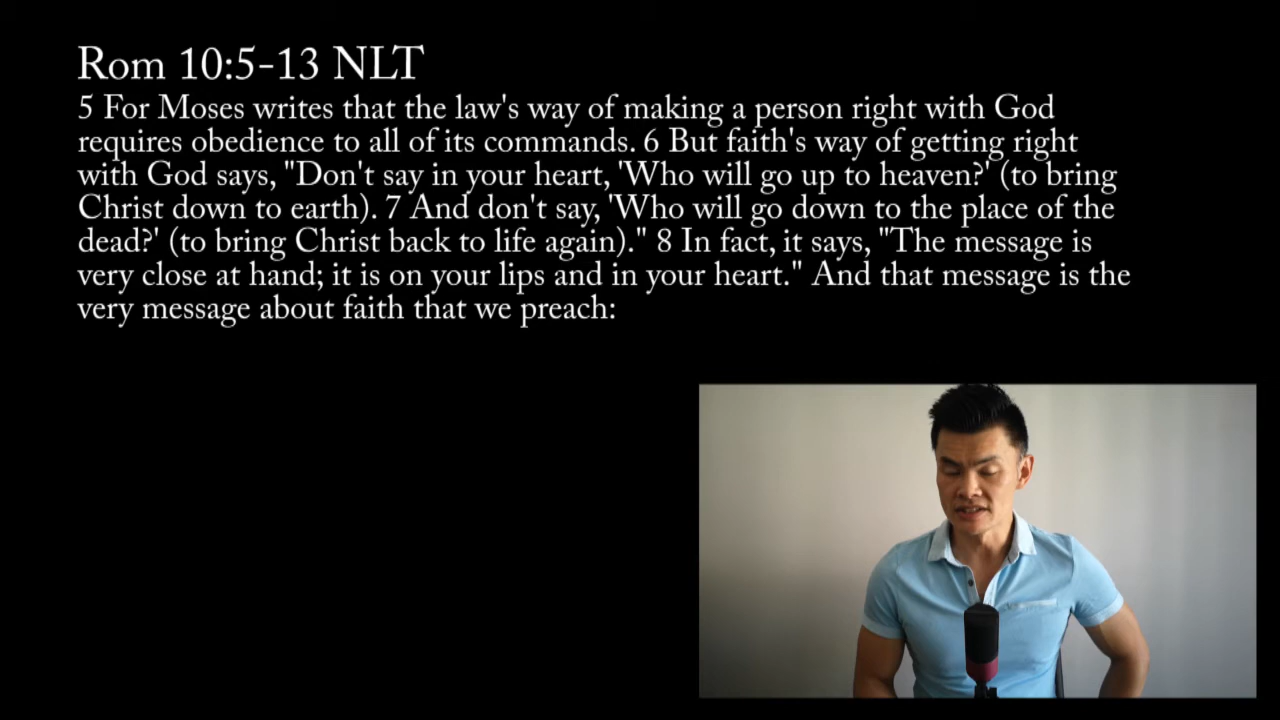 Rom 10:5-13 NLT
5 For Moses writes that the law's way of making a person right with God
requires obedience to all of its commands. 6 But faith's way of getting right
with God says, "Don't say in your heart, 'Who will go up to heaven?' (to bring
Christ down to earth). 7 And don't say, 'Who will go down to the place of the
dead?' (to bring Christ back to life again)." 8 In fact, it says, "The message is
very close at hand; it is on your lips and in your heart." And that message is the
very message about faith that we preach: